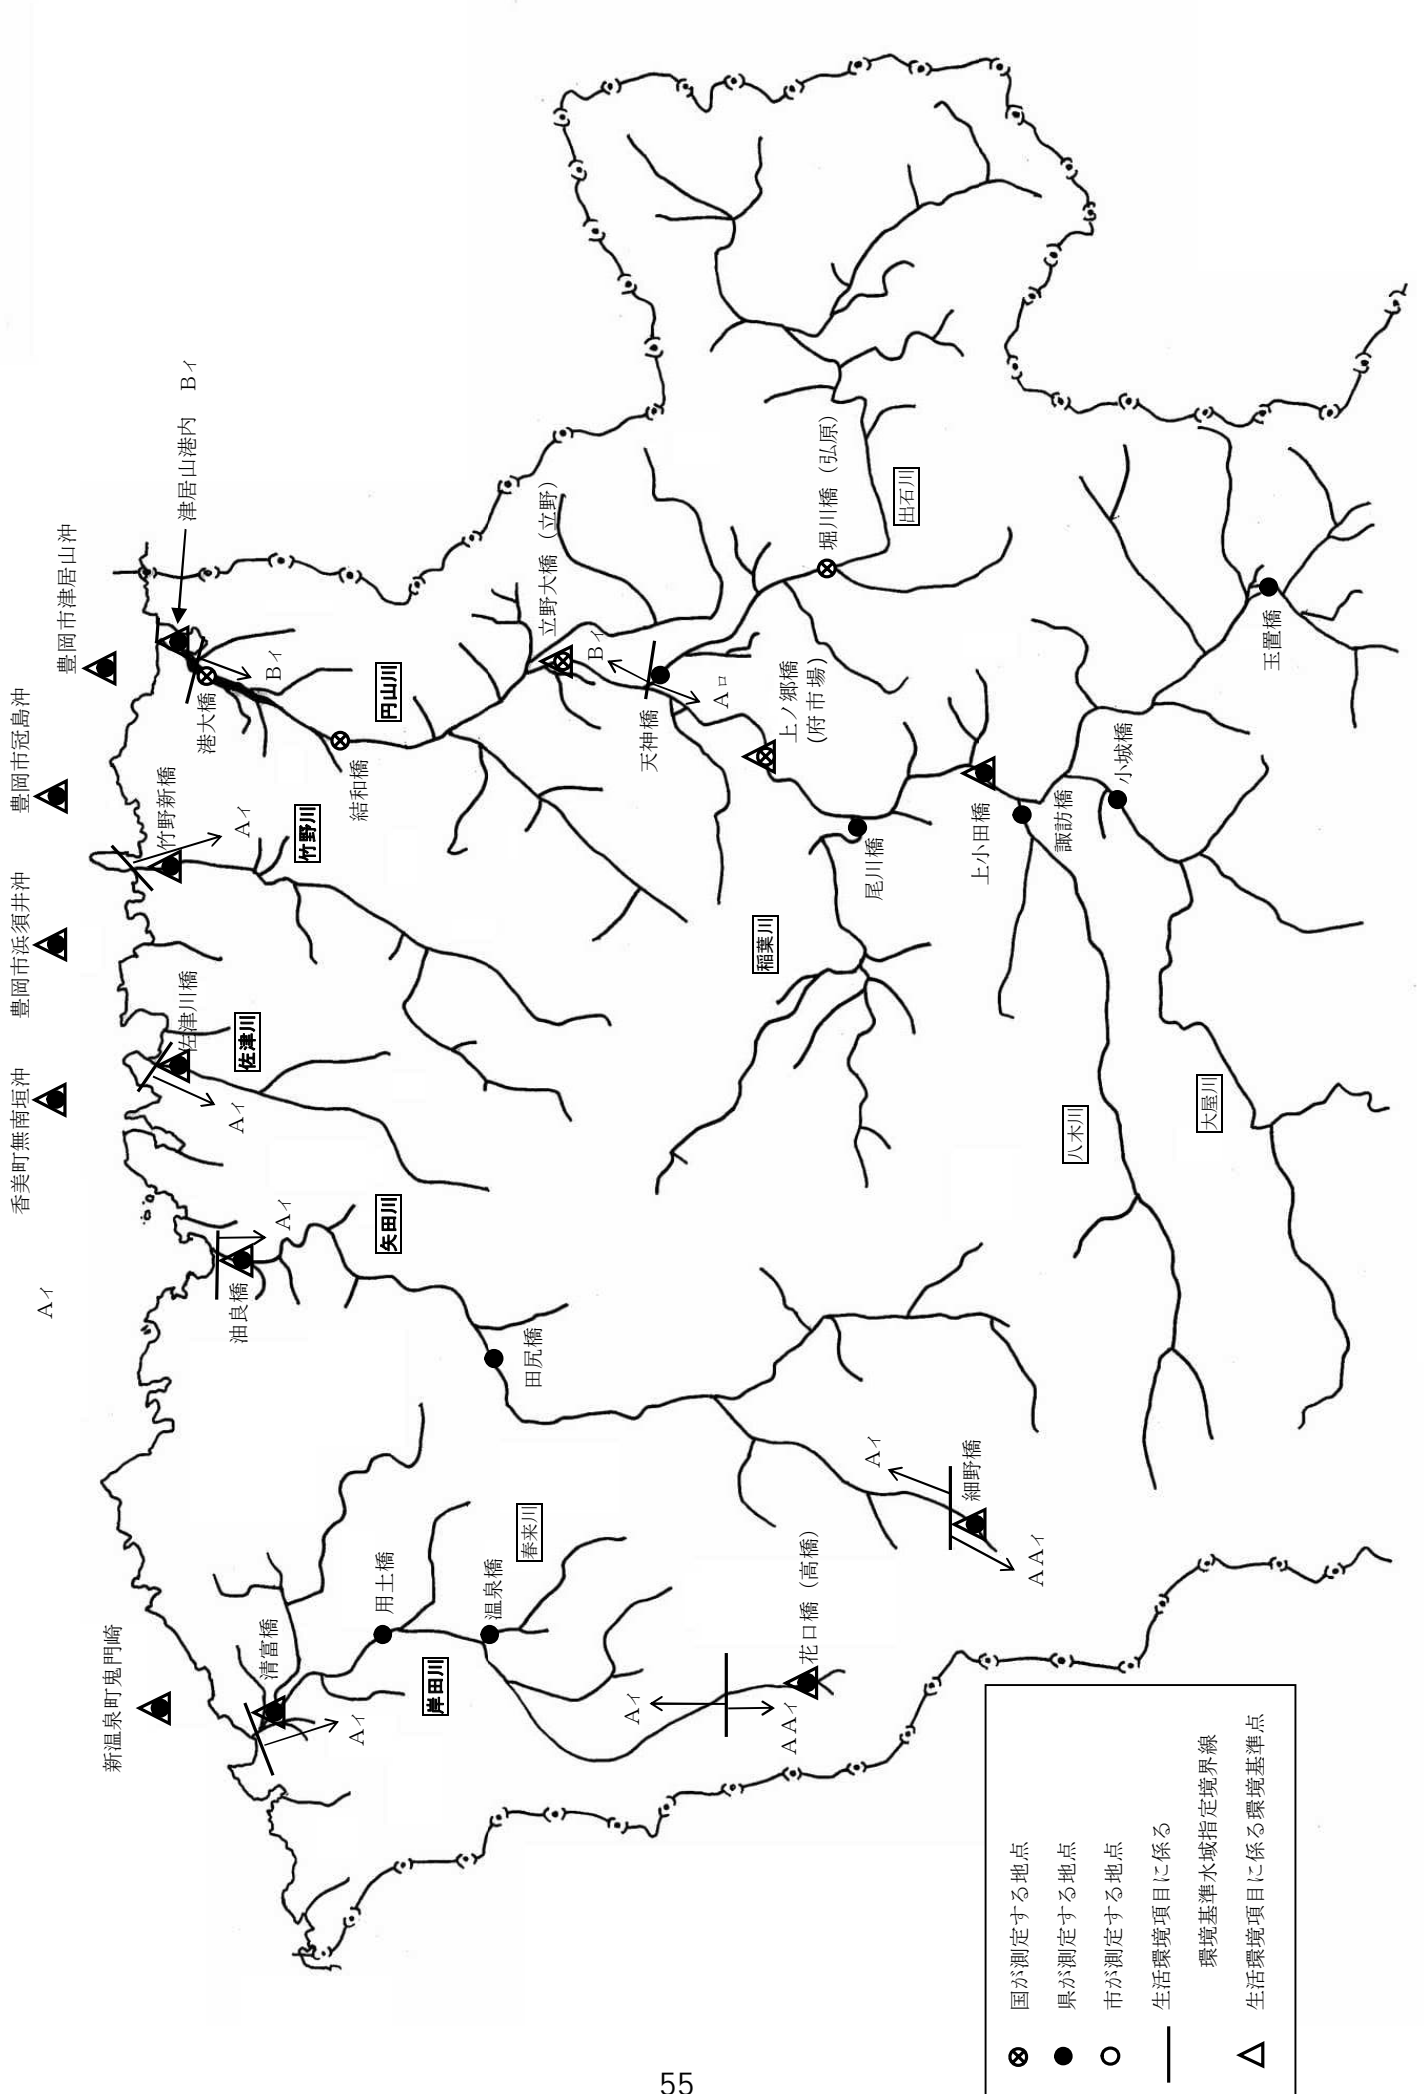 新温泉町鬼門崎
Aイ
香美町無南垣沖
豊岡市浜須井沖
豊岡市冠島沖
豊岡市津居山沖
津居山港内 Bイ
清富橋
Aイ
用土橋
温泉橋
春来川
岸田川
Aイ
AAイ
花口橋（高橋）
油良橋
Aイ
矢田川
田尻橋
Aイ
細野橋
AAイ
佐津川橋
Aイ
佐津川
竹野新橋
Aイ
竹野川
港大橋
Bイ
結和橋
円山川
立野大橋（立野）
Bイ
天神橋
Aロ
上ノ郷橋
(府市場)
堀川橋（弘原）
出石川
稲葉川
尾川橋
上小田橋
諏訪橋
小城橋
玉置橋
八木川
大屋川
国が測定する地点
県が測定する地点
市が測定する地点
生活環境項目に係る
環境基準水域指定境界線
生活環境項目に係る環境基準点
55